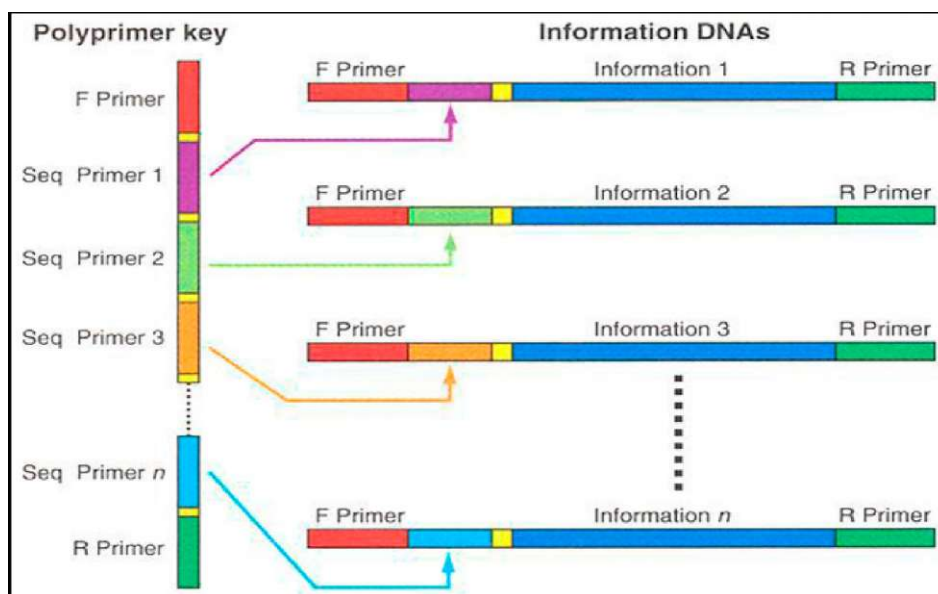 Polyprimer key
Information DNAs
F Primer
Seq Primer 1
Seq Primer 2
Seq Primer 3
Seq Primer n
R Primer
F Primer Information 1 R Primer
F Primer Information 2 R Primer
F Primer Information 3 R Primer
F Primer Information n R Primer